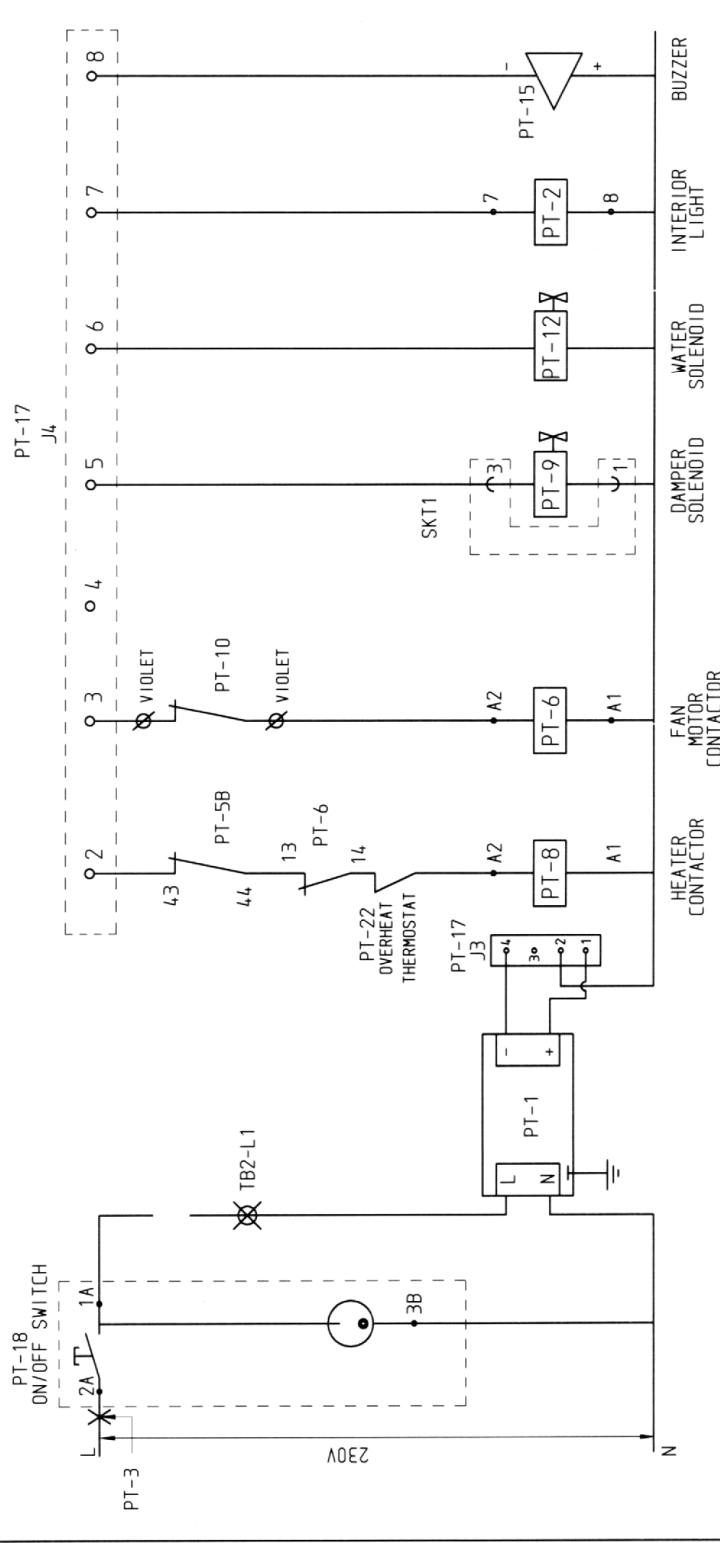 PT-17
J4
2
3
4
5
6
7
8
VIOLET
PT-10
VIOLET
43
PT-5B
44
13
PT-6
14
PT-22
OVERHEAT
THERMOSTAT
SKT1
3
1
A2
PT-8
A1
A2
PT-6
A1
PT-9
PT-12
7
PT-2
8
-
PT-15
+
HEATER
CONTACTOR
FAN
MOTOR
CONTACTOR
DAMPER
SOLENOID
WATER
SOLENOID
INTERIOR
LIGHT
BUZZER
PT-18
ON/OFF SWITCH
2A
1A
3B
L
PT-3
230V
N
TB2-L1
L
N
PT-1
-
+
PT-17
J3
4
3
2
1